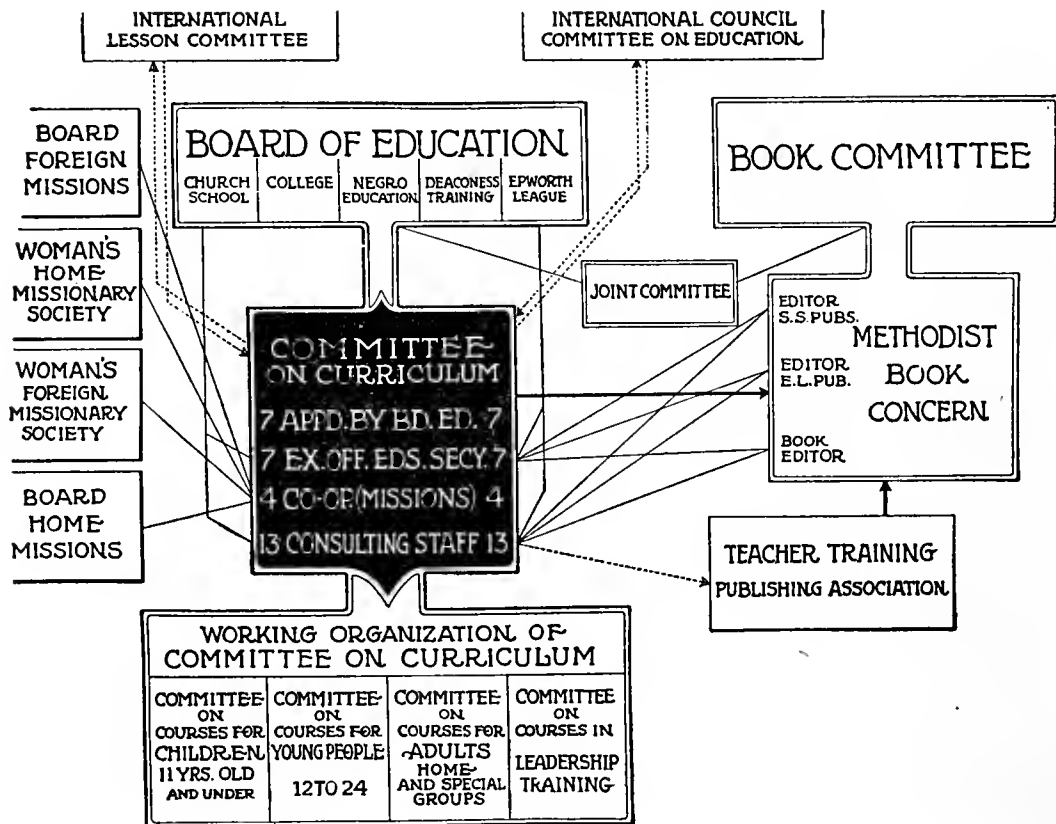 INTERNATIONAL
LESSON COMMITTEE
INTERNATIONAL COUNCIL
COMMITTEE ON EDUCATION
BOARD
FOREIGN
MISSIONS
WOMAN'S
HOME
MISSIONARY
SOCIETY
WOMAN'S
FOREIGN
MISSIONARY
SOCIETY
BOARD
HOME
MISSIONS
BOARD OF EDUCATION
CHURCH
SCHOOL
COLLEGE
NEGRO
EDUCATION
DEACONESS
TRAINING
EPWORTH
LEAGUE
BOOK COMMITTEE
JOINT COMMITTEE
EDITOR
S.S. PUBS.
EDITOR
E.L. PUB.
BOOK
EDITOR
METHODIST
BOOK
CONCERN
COMMITTEE
ON CURRICULUM
7 APPD. BY BD. ED. 7
7 EX. OFF. EDS. SECY. 7
4 CO-OP. (MISSIONS) 4
13 CONSULTING STAFF 13
TEACHER TRAINING
PUBLISHING ASSOCIATION
WORKING ORGANIZATION OF
COMMITTEE ON CURRICULUM
COMMITTEE
ON
COURSES FOR
CHILDREN
11 YRS. OLD
AND UNDER
COMMITTEE
ON
COURSES FOR
YOUNG PEOPLE
12 TO 24
COMMITTEE
ON
COURSES FOR
ADULTS
HOME
AND SPECIAL
GROUPS
COMMITTEE
ON
COURSES IN
LEADERSHIP
TRAINING